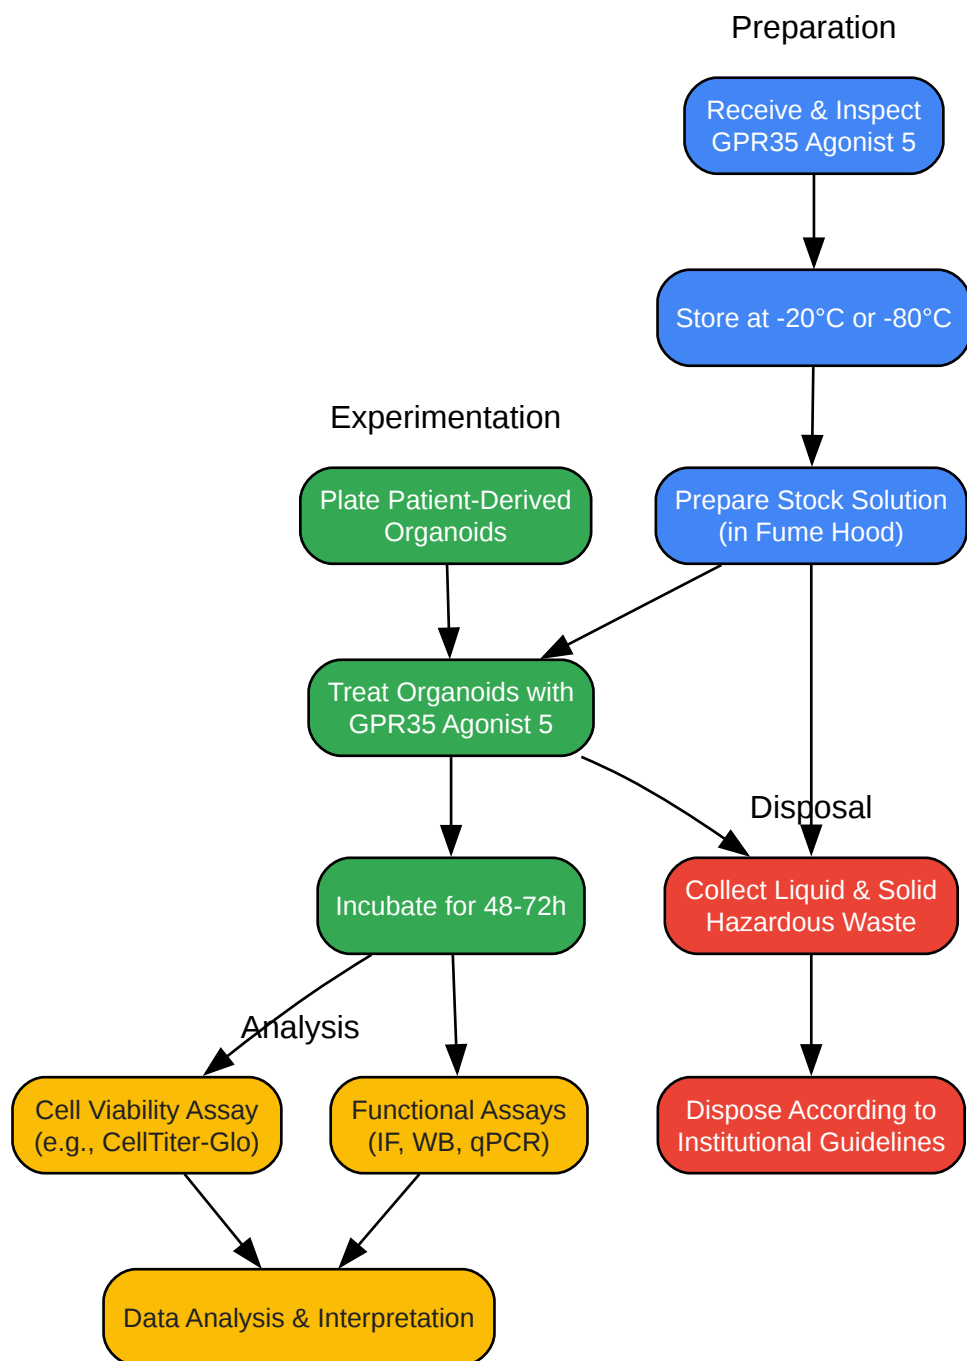 Preparation
Receive & Inspect
GPR35 Agonist 5
Store at -20°C or -80°C
Experimentation
Plate Patient-Derived
Organoids
Prepare Stock Solution
(in Fume Hood)
Treat Organoids with
GPR35 Agonist 5
Disposal
Incubate for 48-72h
Collect Liquid & Solid
Hazardous Waste
Analysis
Cell Viability Assay
(e.g., CellTiter-Glo)
Functional Assays
(IF, WB, qPCR)
Dispose According to
Institutional Guidelines
Data Analysis & Interpretation